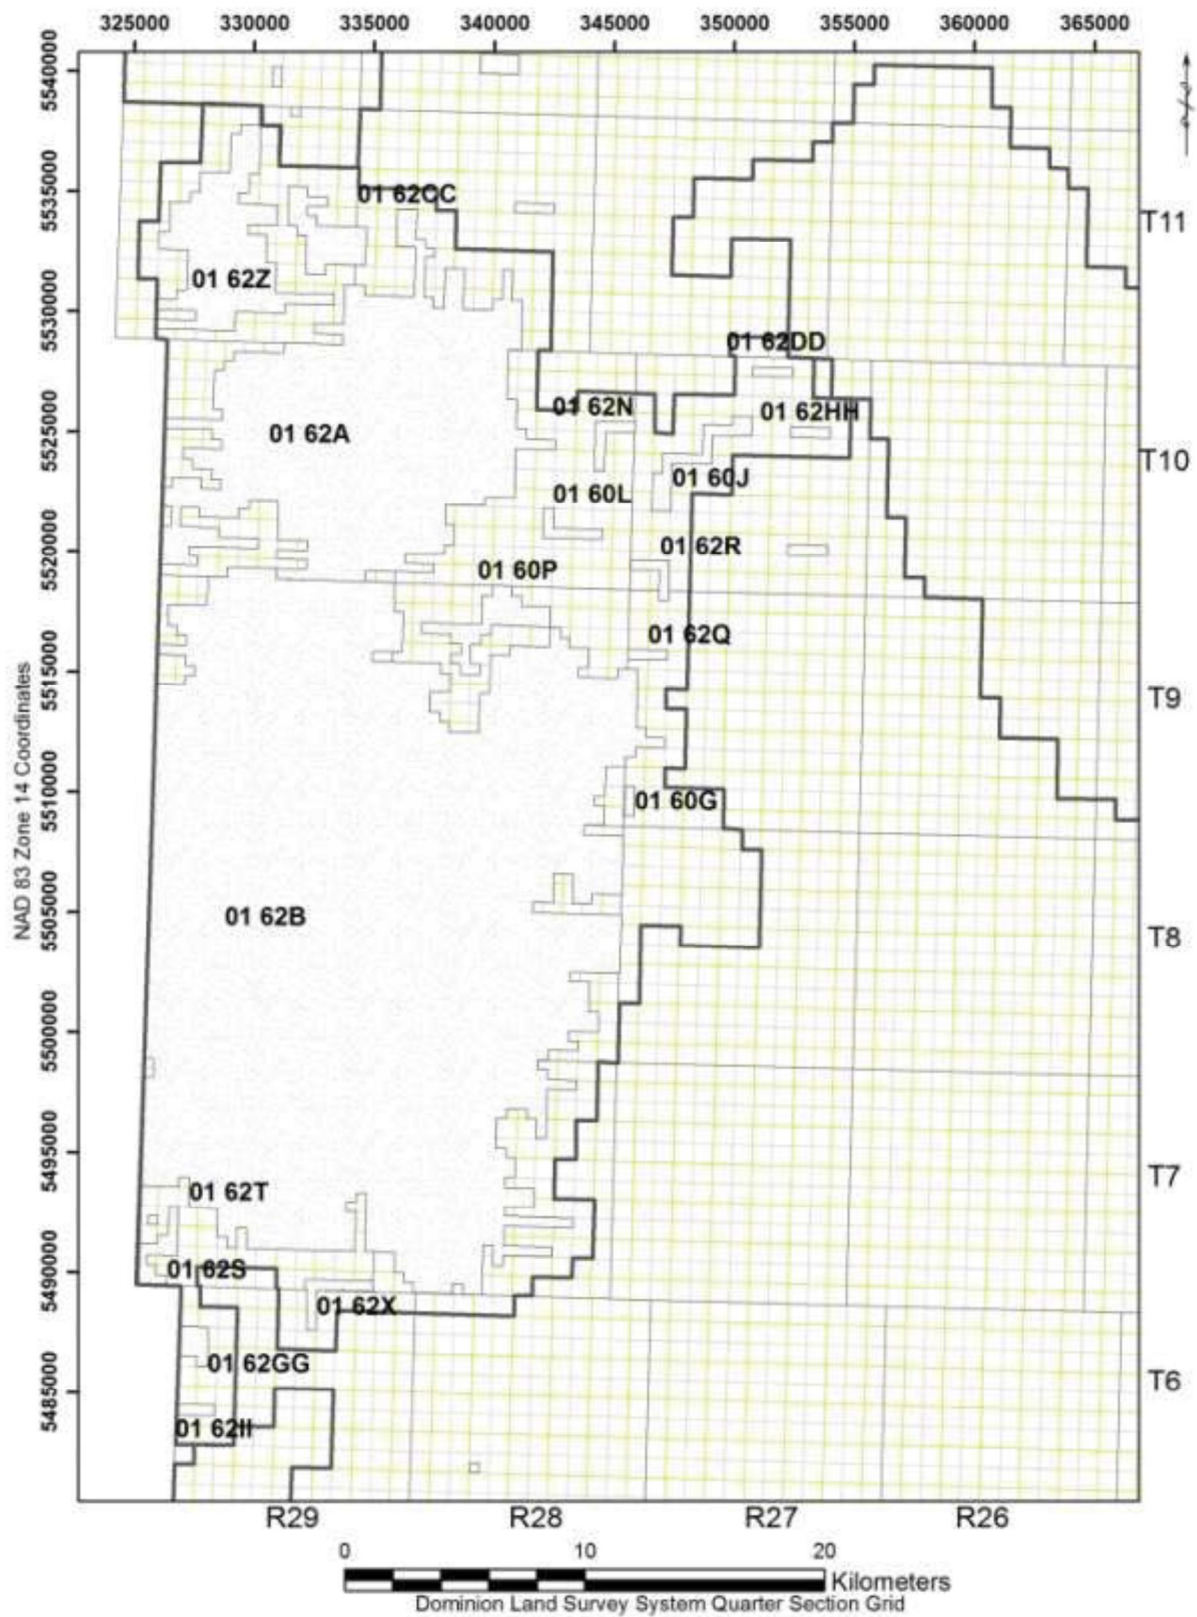 325000 330000 335000 340000 345000 350000 355000 360000 365000
5540000
5535000
5530000
5525000
5520000
5515000
5510000
5505000
5500000
5495000
5490000
5485000
NAD 83 Zone 14 Coordinates
01 62CC
T11
01 62Z
01 62DD
01 62N
01 62HH
01 62A
T10
01 60J
01 60L
01 62R
01 60P
01 62Q
T9
01 60G
01 62B
T8
T7
01 62T
01 62S
01 62X
01 62GG
T6
01 62II
R29 R28 R27 R26
0 10 20
Kilometers
Dominion Land Survey System Quarter Section Grid